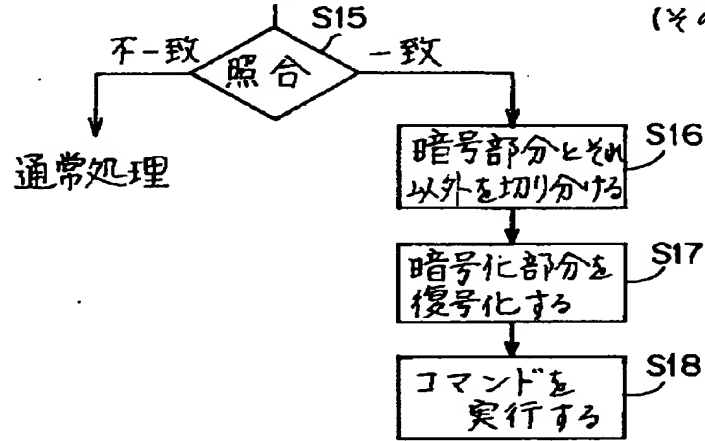 (その
S15
不一致
照合
一致
通常処理
S16
暗号部分とそれ
以外を切り分ける
S17
暗号化部分を
復号化する
S18
コマンドを
実行する